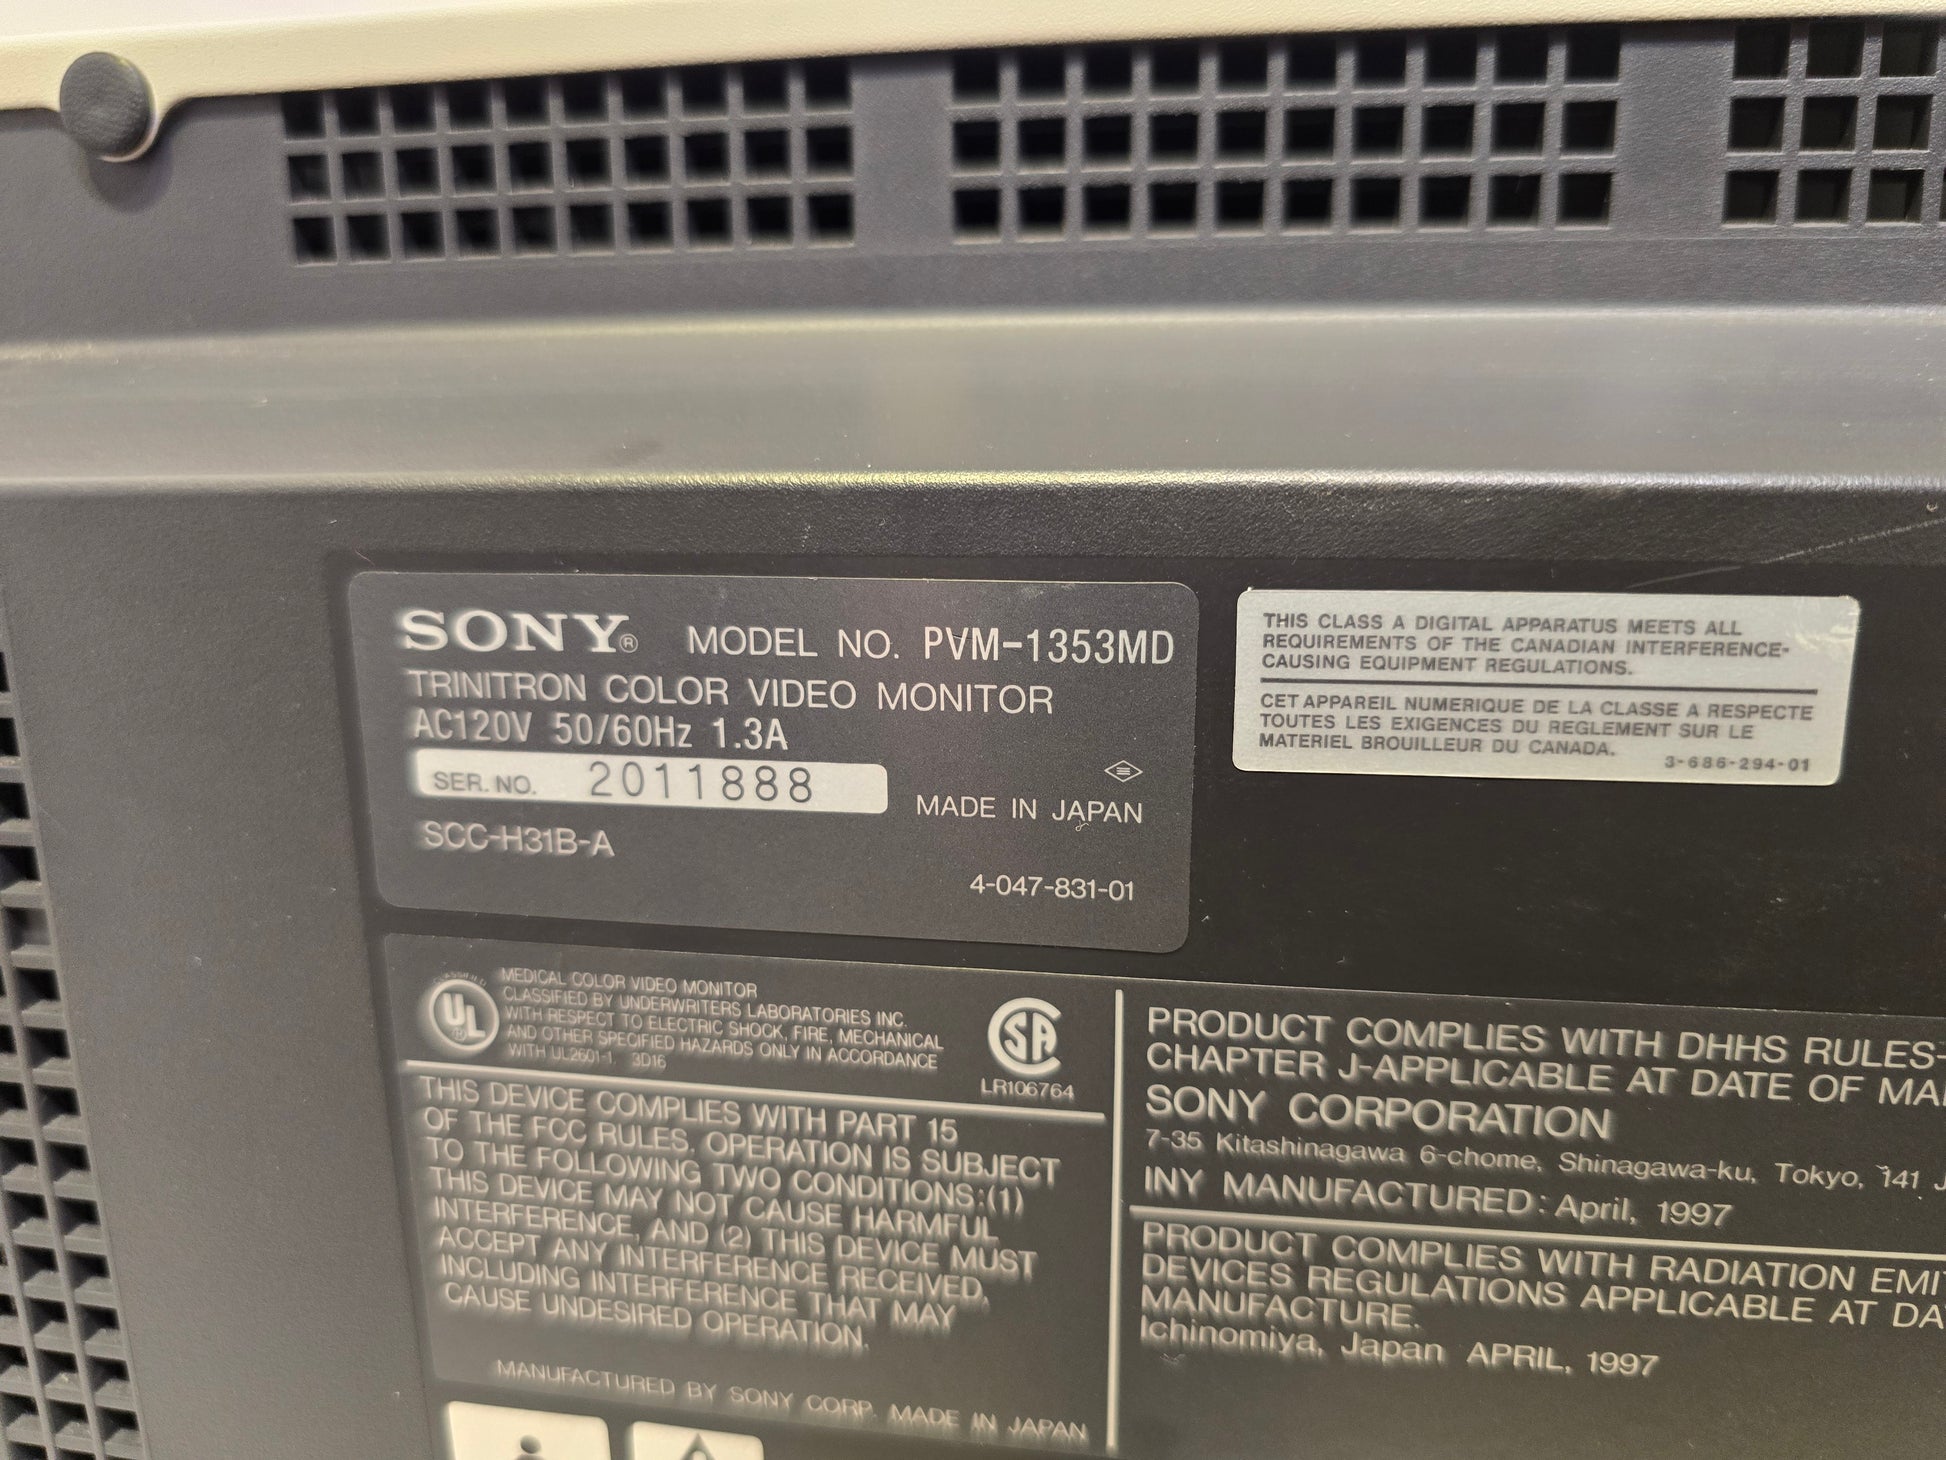 SONY® MODEL NO. PVM-1353MD
TRINITRON COLOR VIDEO MONITOR
AC120V 50/60Hz 1.3A
SER. NO. 2011888
MADE IN JAPAN
SCC-H31B-A
4-047-831-01
THIS CLASS A DIGITAL APPARATUS MEETS ALL
REQUIREMENTS OF THE CANADIAN INTERFERENCE-
CAUSING EQUIPMENT REGULATIONS.
CET APPAREIL NUMERIQUE DE LA CLASSE A RESPECTE
TOUTES LES EXIGENCES DU REGLEMENT SUR LE
MATERIEL BROUILLEUR DU CANADA.
3-686-294-01
CLASSIFIED
UL®
MEDICAL COLOR VIDEO MONITOR
CLASSIFIED BY UNDERWRITERS LABORATORIES INC.
WITH RESPECT TO ELECTRIC SHOCK, FIRE, MECHANICAL
AND OTHER SPECIFIED HAZARDS ONLY IN ACCORDANCE
WITH UL2601-1. 3D16
SA
LR106764
THIS DEVICE COMPLIES WITH PART 15
OF THE FCC RULES. OPERATION IS SUBJECT
TO THE FOLLOWING TWO CONDITIONS:(1)
THIS DEVICE MAY NOT CAUSE HARMFUL
INTERFERENCE, AND (2) THIS DEVICE MUST
ACCEPT ANY INTERFERENCE RECEIVED,
INCLUDING INTERFERENCE THAT MAY
CAUSE UNDESIRED OPERATION.
MANUFACTURED BY SONY CORP. MADE IN JAPAN
PRODUCT COMPLIES WITH DHHS RULES-
CHAPTER J-APPLICABLE AT DATE OF MA
SONY CORPORATION
7-35 Kitashinagawa 6-chome, Shinagawa-ku, Tokyo, 141 J
INY MANUFACTURED: April, 1997
PRODUCT COMPLIES WITH RADIATION EMI
DEVICES REGULATIONS APPLICABLE AT DA
MANUFACTURE.
Ichinomiya, Japan APRIL, 1997